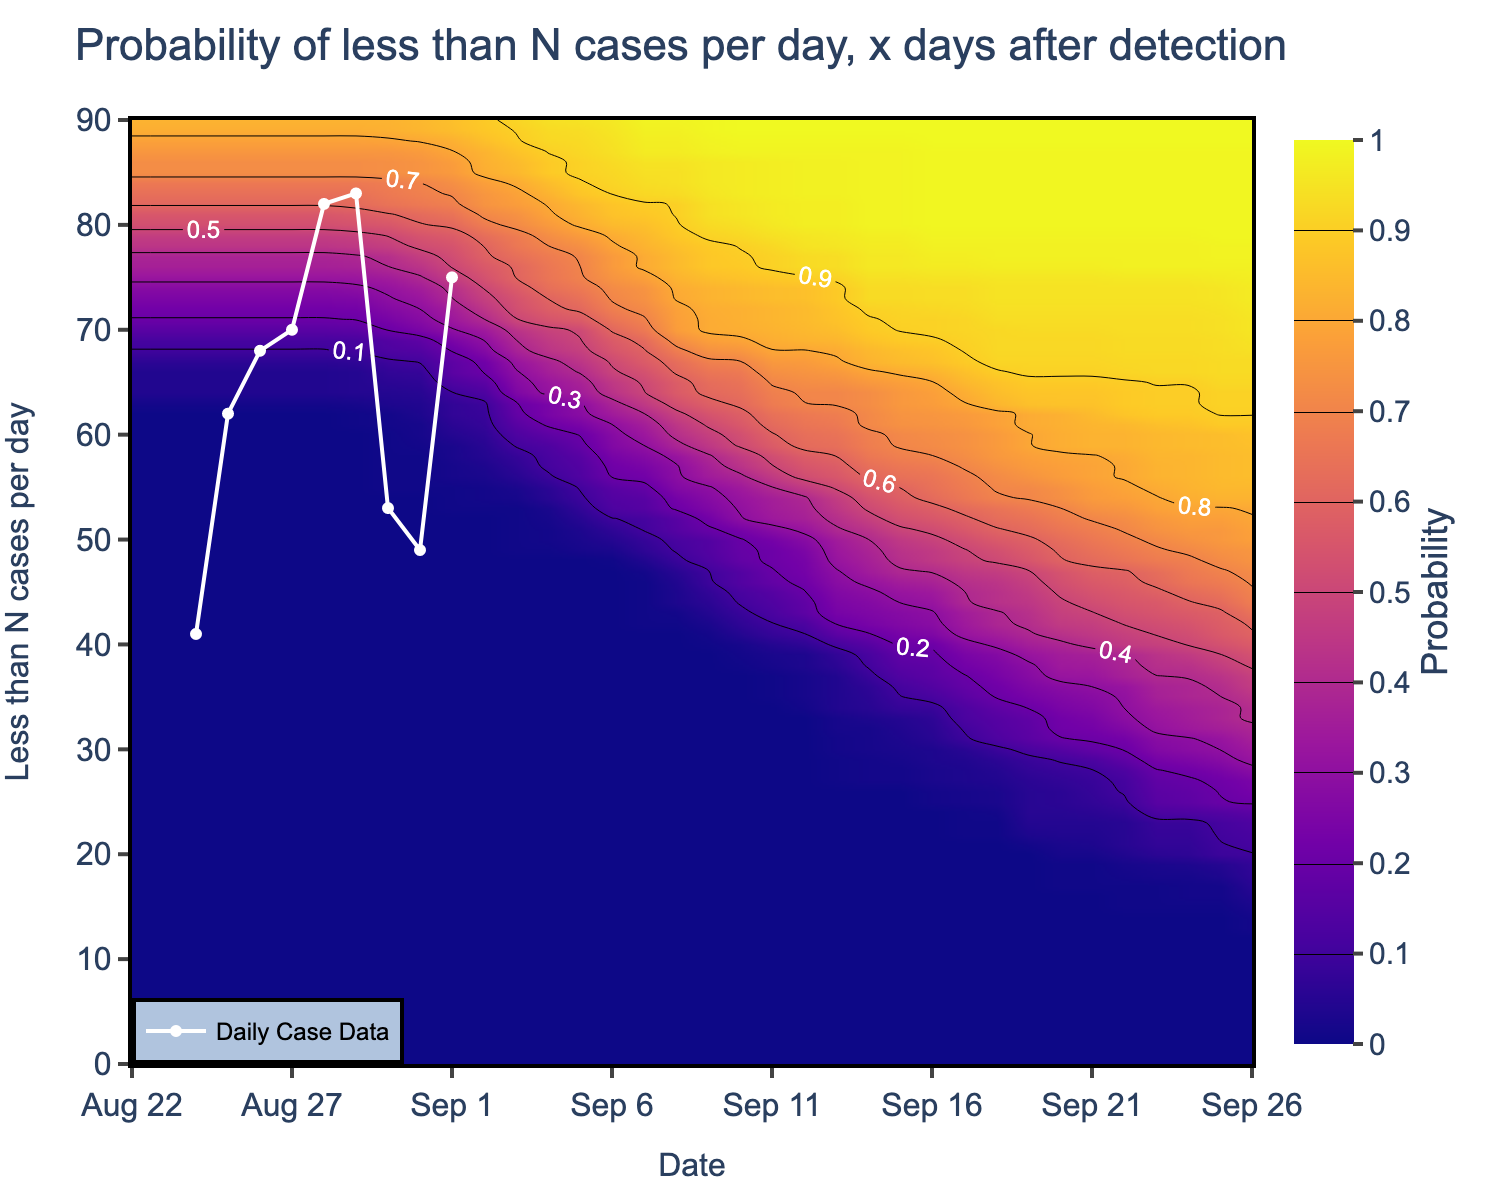 Probability of less than N cases per day, x days after detection
90
80
70
60
50
40
30
20
10
0
Less than N cases per day
0.7
0.5
0.1
0.9
0.3
0.6
0.8
0.2
0.4
Daily Case Data
Aug 22
Aug 27
Sep 1
Sep 6
Sep 11
Sep 16
Sep 21
Sep 26
Date
1
0.9
0.8
0.7
0.6
0.5
0.4
0.3
0.2
0.1
0
Probability